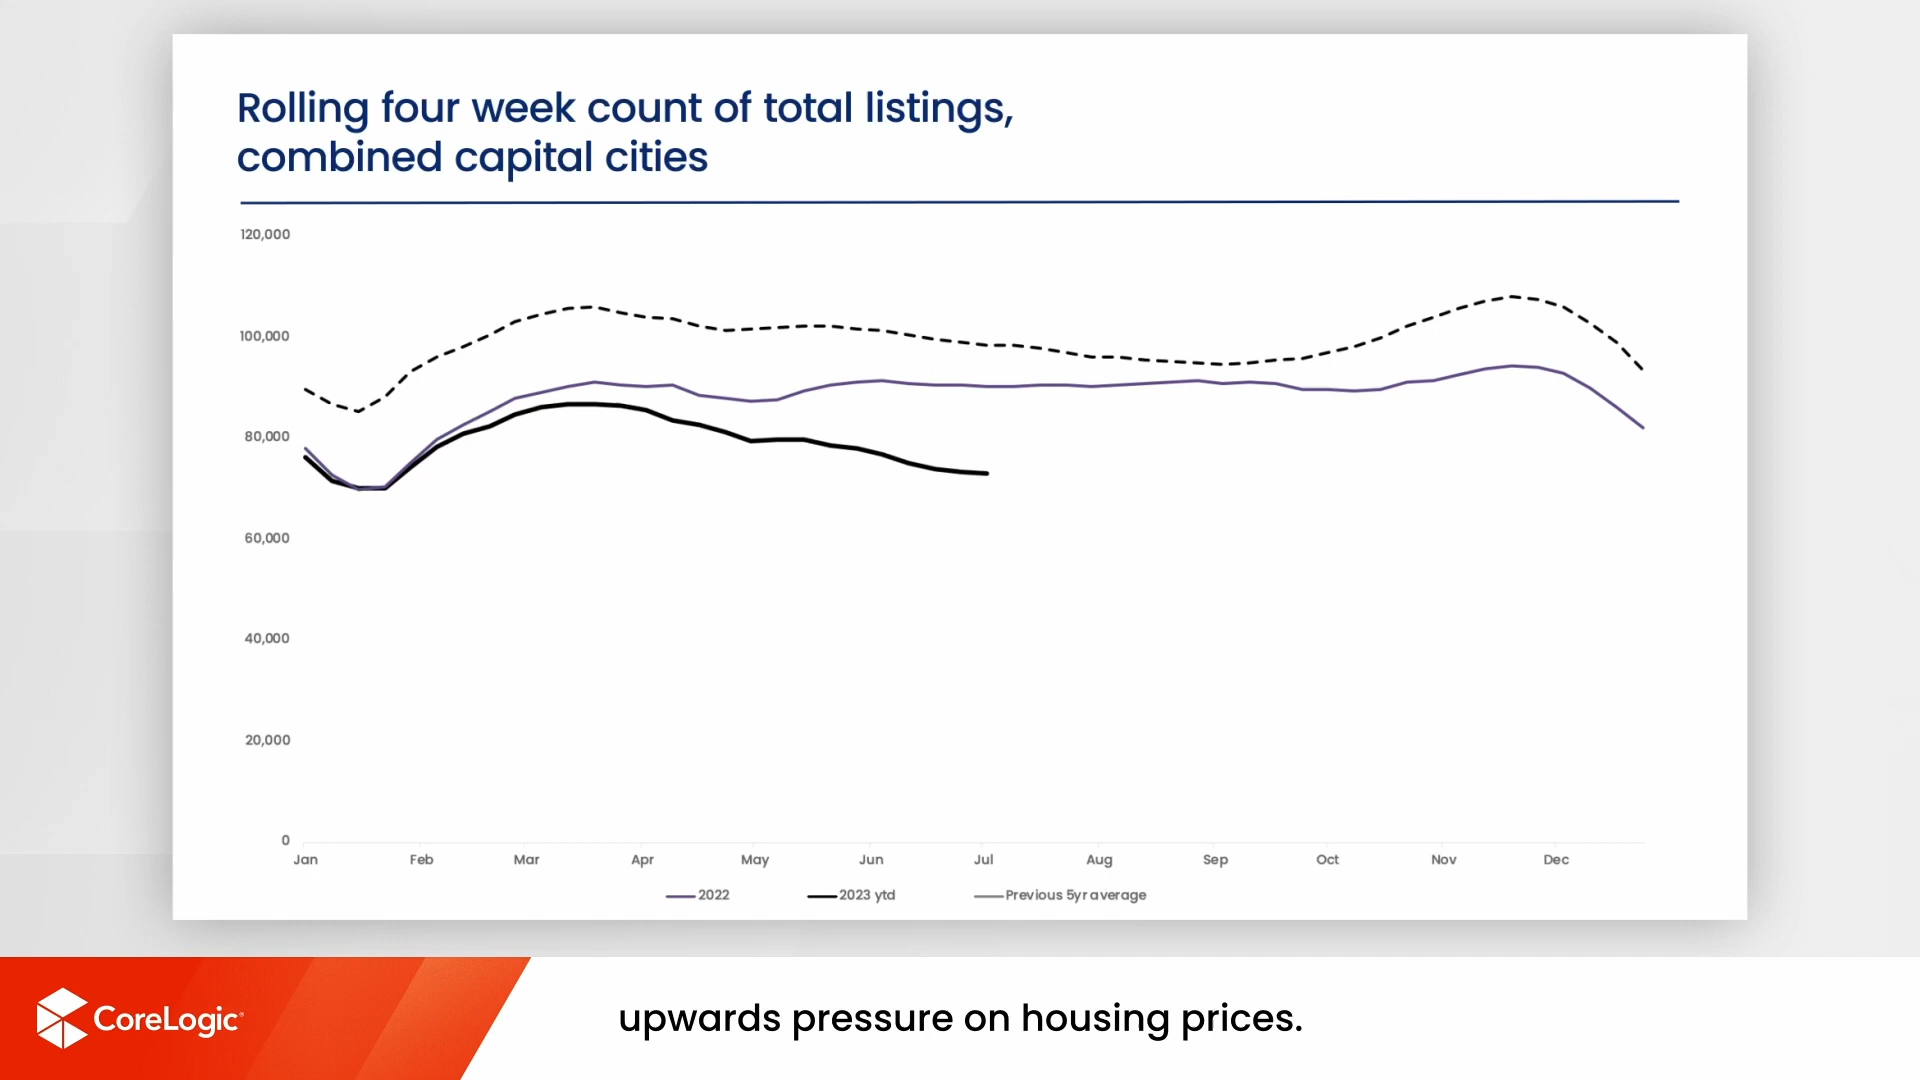 Rolling four week count of total listings,
combined capital cities
120,000
100,000
80,000
60,000
40,000
20,000
0
Jan Feb Mar Apr May Jun Jul Aug Sep Oct Nov Dec
2022 2023 ytd Previous 5yr average
CoreLogic
upwards pressure on housing prices.